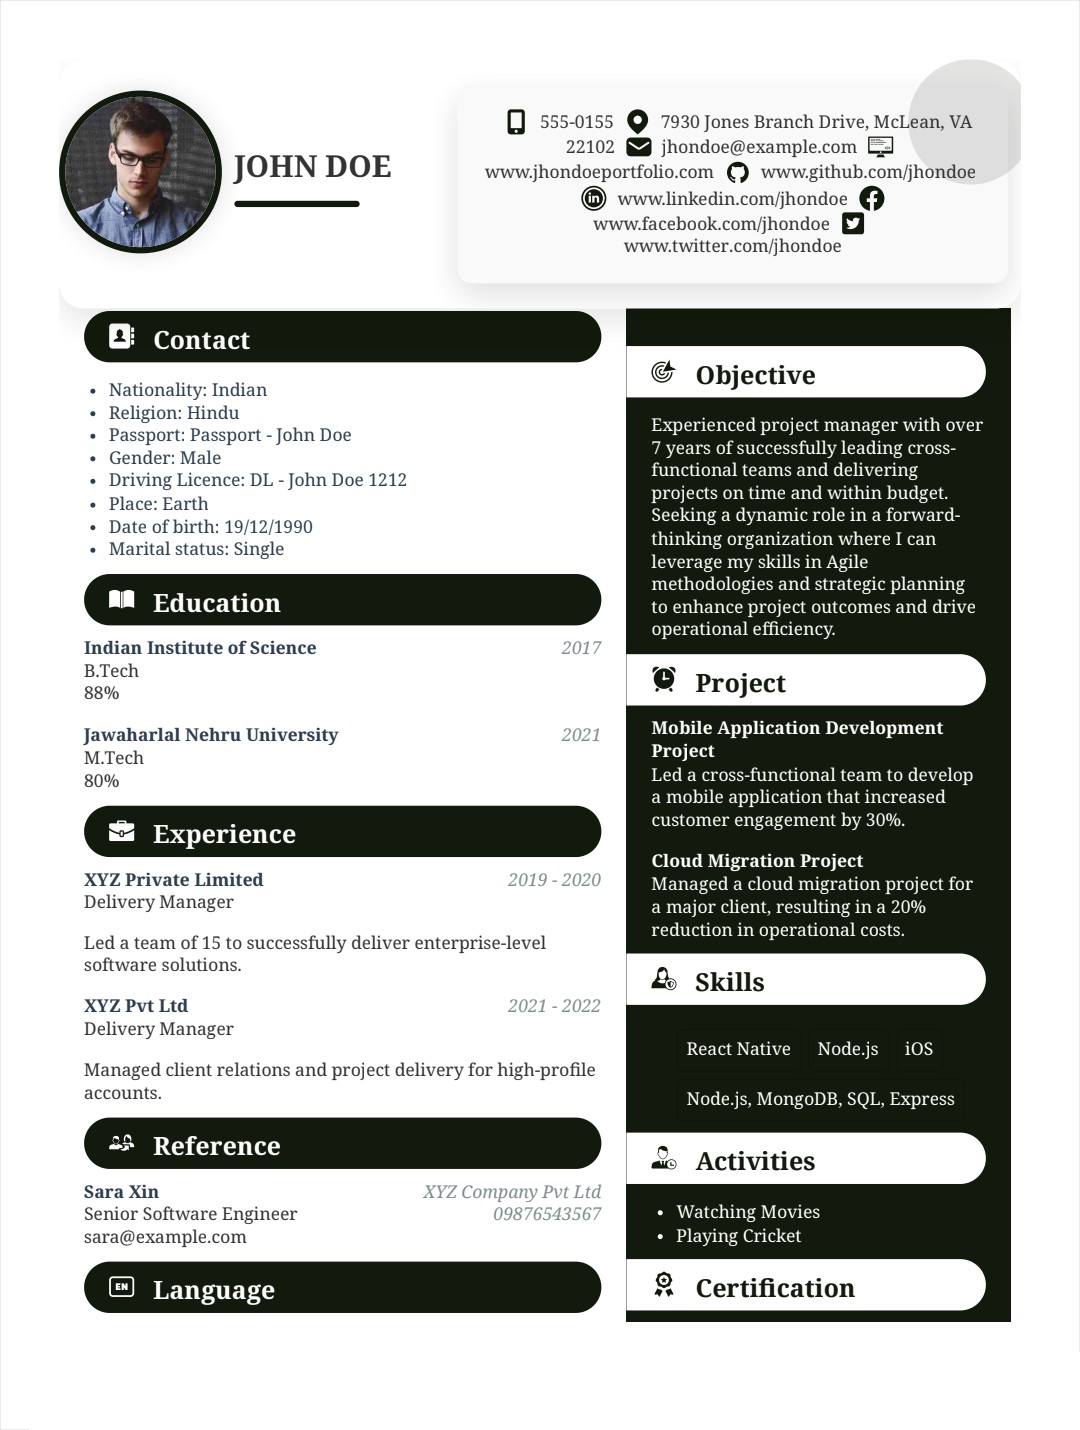 JOHN DOE
555-0155 7930 Jones Branch Drive, McLean, VA
22102 jhondoe@example.com
www.jhondoeportfolio.com www.github.com/jhondoe
www.linkedin.com/jhondoe
www.facebook.com/jhondoe
www.twitter.com/jhondoe
Contact
• Nationality: Indian
• Religion: Hindu
• Passport: Passport - John Doe
• Gender: Male
• Driving Licence: DL - John Doe 1212
• Place: Earth
• Date of birth: 19/12/1990
• Marital status: Single
Education
Indian Institute of Science 2017
B.Tech
88%
Jawaharlal Nehru University 2021
M.Tech
80%
Experience
XYZ Private Limited 2019 - 2020
Delivery Manager
Led a team of 15 to successfully deliver enterprise-level
software solutions.
XYZ Pvt Ltd 2021 - 2022
Delivery Manager
Managed client relations and project delivery for high-profile
accounts.
Reference
Sara Xin XYZ Company Pvt Ltd
Senior Software Engineer 09876543567
sara@example.com
EN Language
Objective
Experienced project manager with over
7 years of successfully leading cross-
functional teams and delivering
projects on time and within budget.
Seeking a dynamic role in a forward-
thinking organization where I can
leverage my skills in Agile
methodologies and strategic planning
to enhance project outcomes and drive
operational efficiency.
Project
Mobile Application Development
Project
Led a cross-functional team to develop
a mobile application that increased
customer engagement by 30%.
Cloud Migration Project
Managed a cloud migration project for
a major client, resulting in a 20%
reduction in operational costs.
Skills
React Native Node.js iOS
Node.js, MongoDB, SQL, Express
Activities
• Watching Movies
• Playing Cricket
Certification